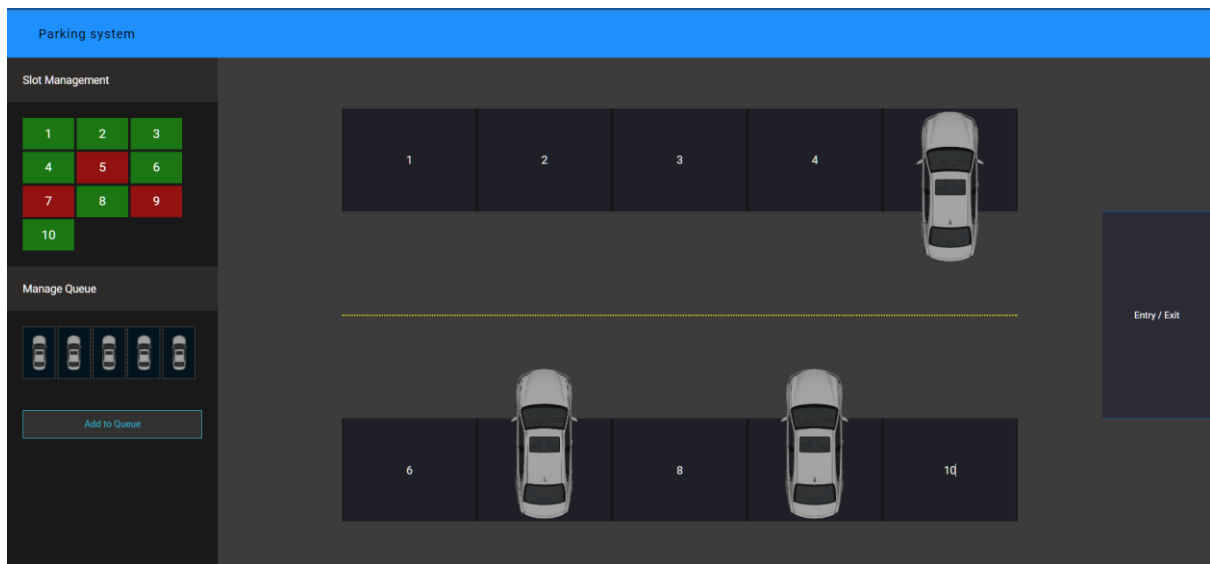 Parking system
Slot Management
1 2 3
4 5 6
7 8 9
10
Manage Queue
Add to Queue
1 2 3 4
Entry / Exit
6 8 10